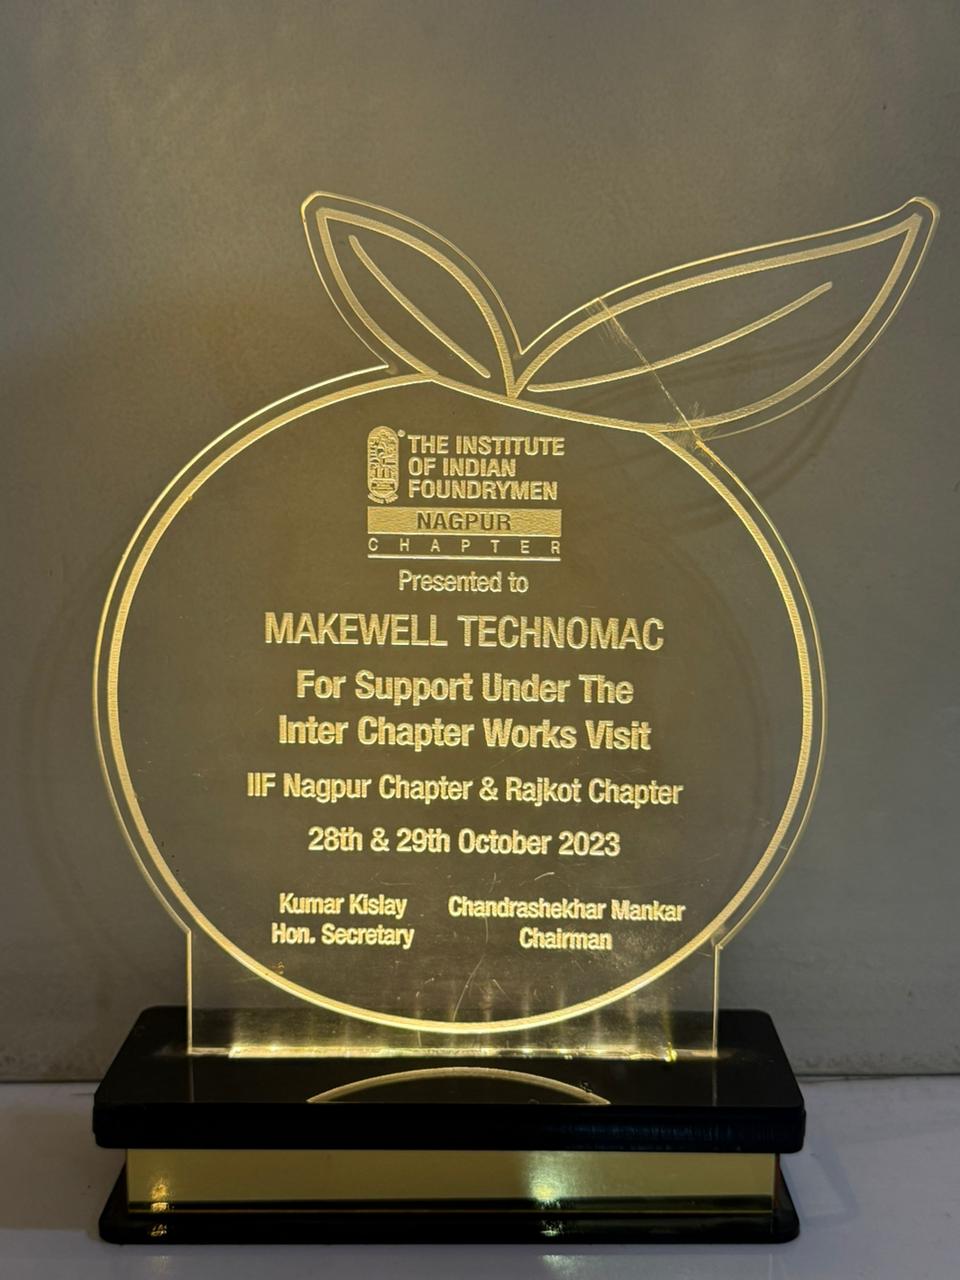 THE INSTITUTE
OF INDIAN
FOUNDRYMEN
NAGPUR
CHAPTER
Presented to
MAKEWELL TECHNOMAC
For Support Under The
Inter Chapter Works Visit
IIF Nagpur Chapter & Rajkot Chapter
28th & 29th October 2023
Kumar Kislay
Hon. Secretary
Chandrashekhar Mankar
Chairman